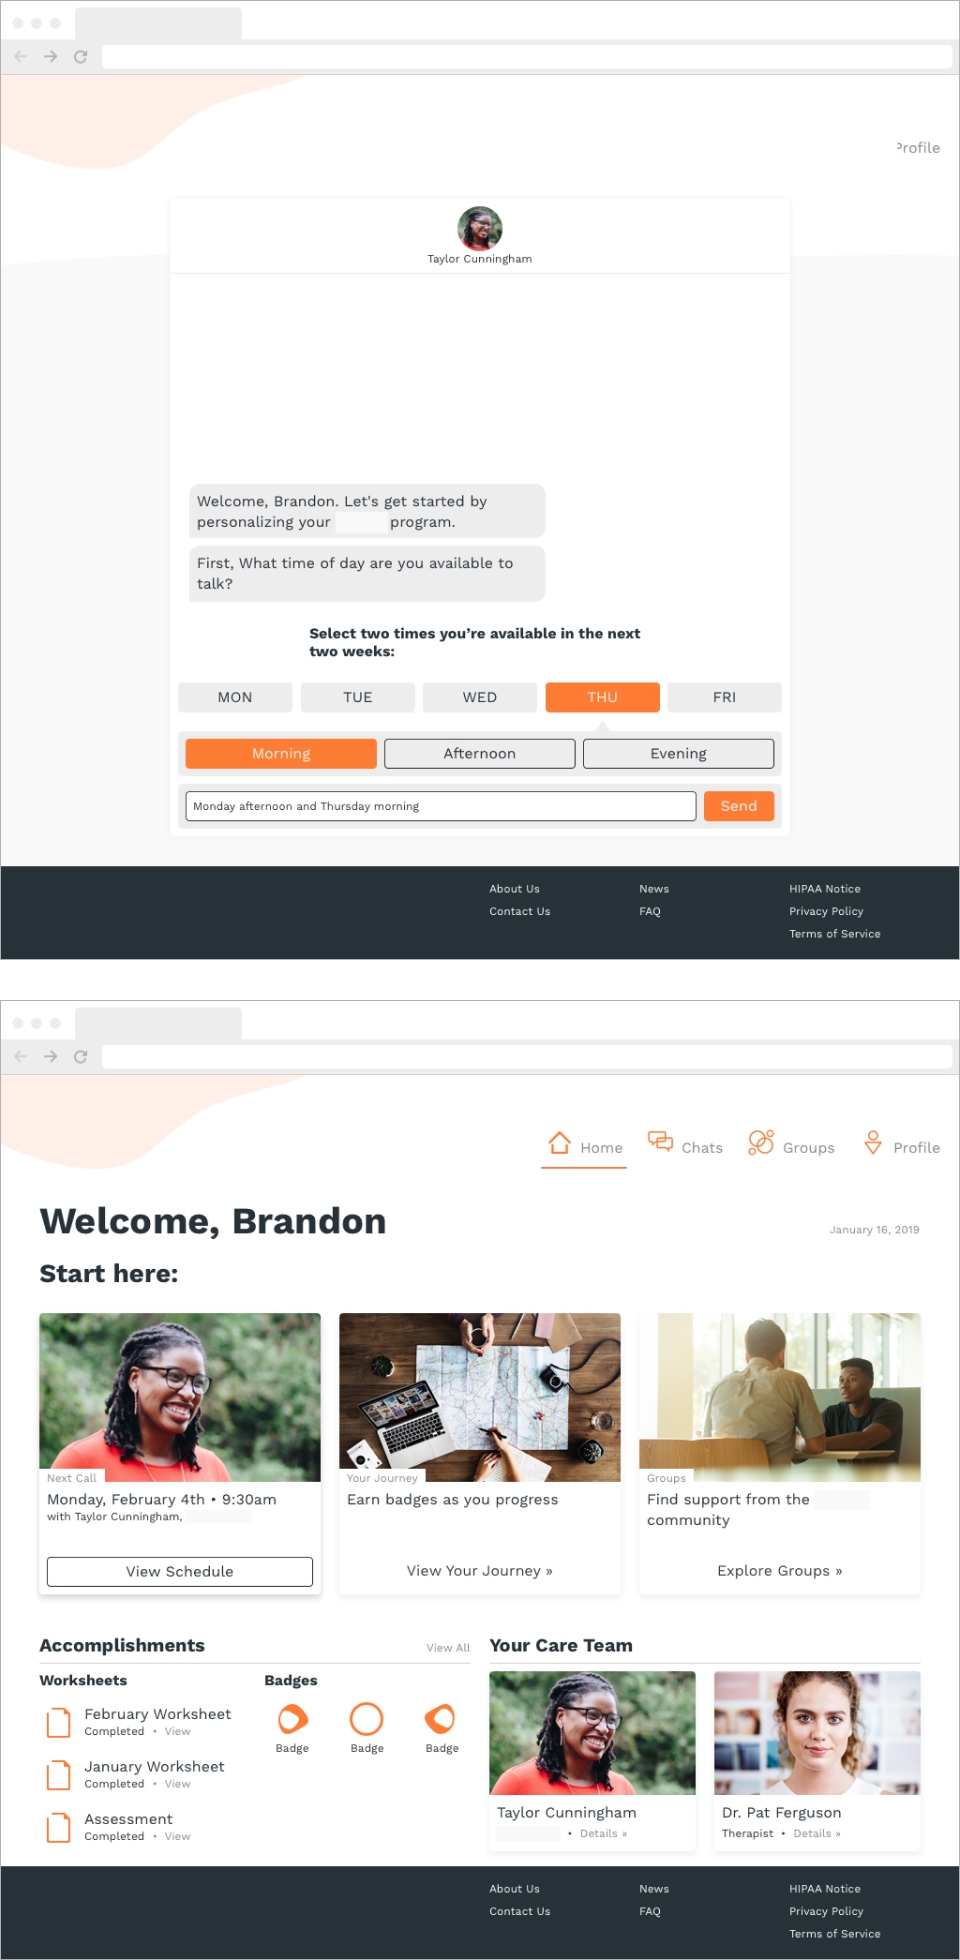 Profile
Taylor Cunningham
Welcome, Brandon. Let's get started by
personalizing your program.
First, What time of day are you available to
talk?
Select two times you’re available in the next
two weeks:
MON TUE WED THU FRI
Morning Afternoon Evening
Monday afternoon and Thursday morning Send
About Us News HIPAA Notice
Contact Us FAQ Privacy Policy
Terms of Service
Home Chats Groups Profile
Welcome, Brandon
January 16, 2019
Start here:
Next Call
Monday, February 4th • 9:30am
with Taylor Cunningham,
View Schedule
Your Journey
Earn badges as you progress
View Your Journey »
Groups
Find support from the
community
Explore Groups »
Accomplishments View All
Worksheets
February Worksheet
Completed • View
January Worksheet
Completed • View
Assessment
Completed • View
Badges
Badge Badge Badge
Your Care Team
Taylor Cunningham
• Details »
Dr. Pat Ferguson
Therapist • Details »
About Us News HIPAA Notice
Contact Us FAQ Privacy Policy
Terms of Service